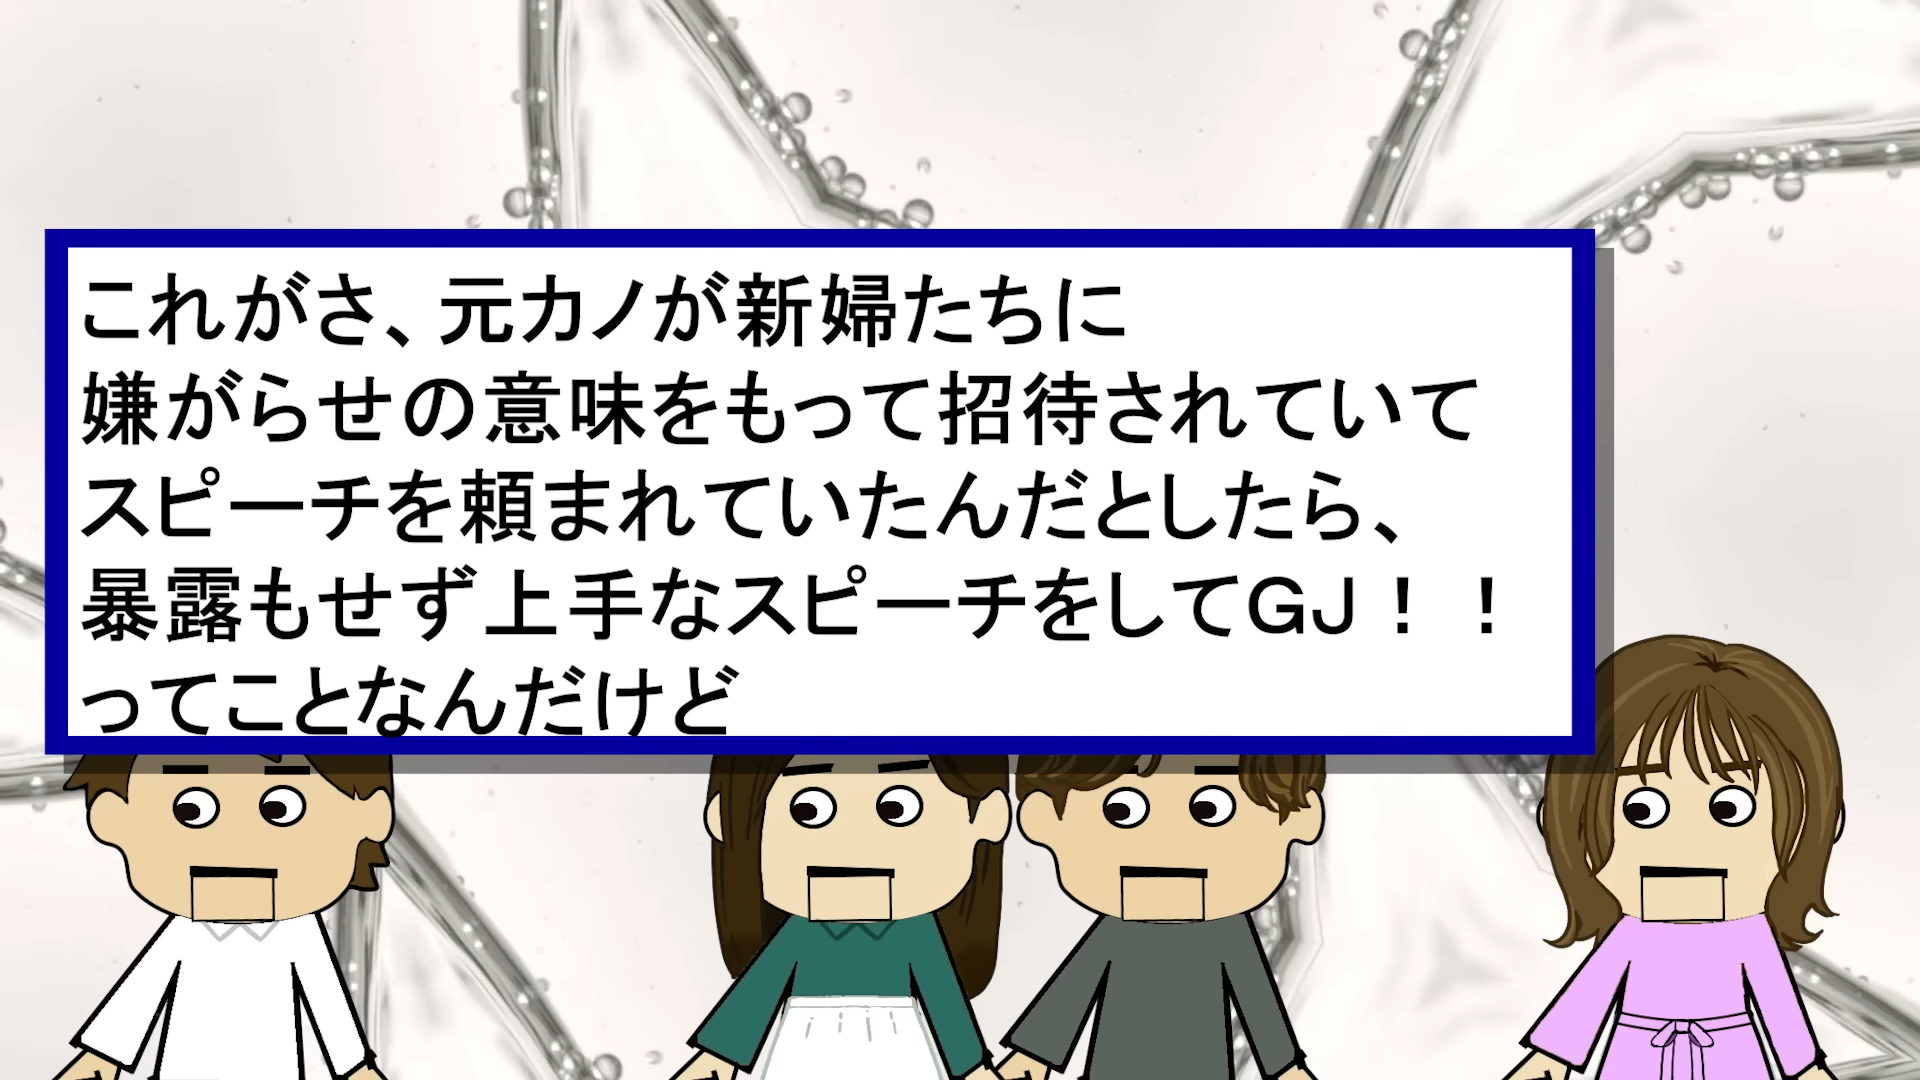 これがさ、元カノが新婦たちに
嫌がらせの意味をもって招待されていて
スピーチを頼まれていたんだとしたら、
暴露もせず上手なスピーチをしてGJ！！
ってことなんだけど